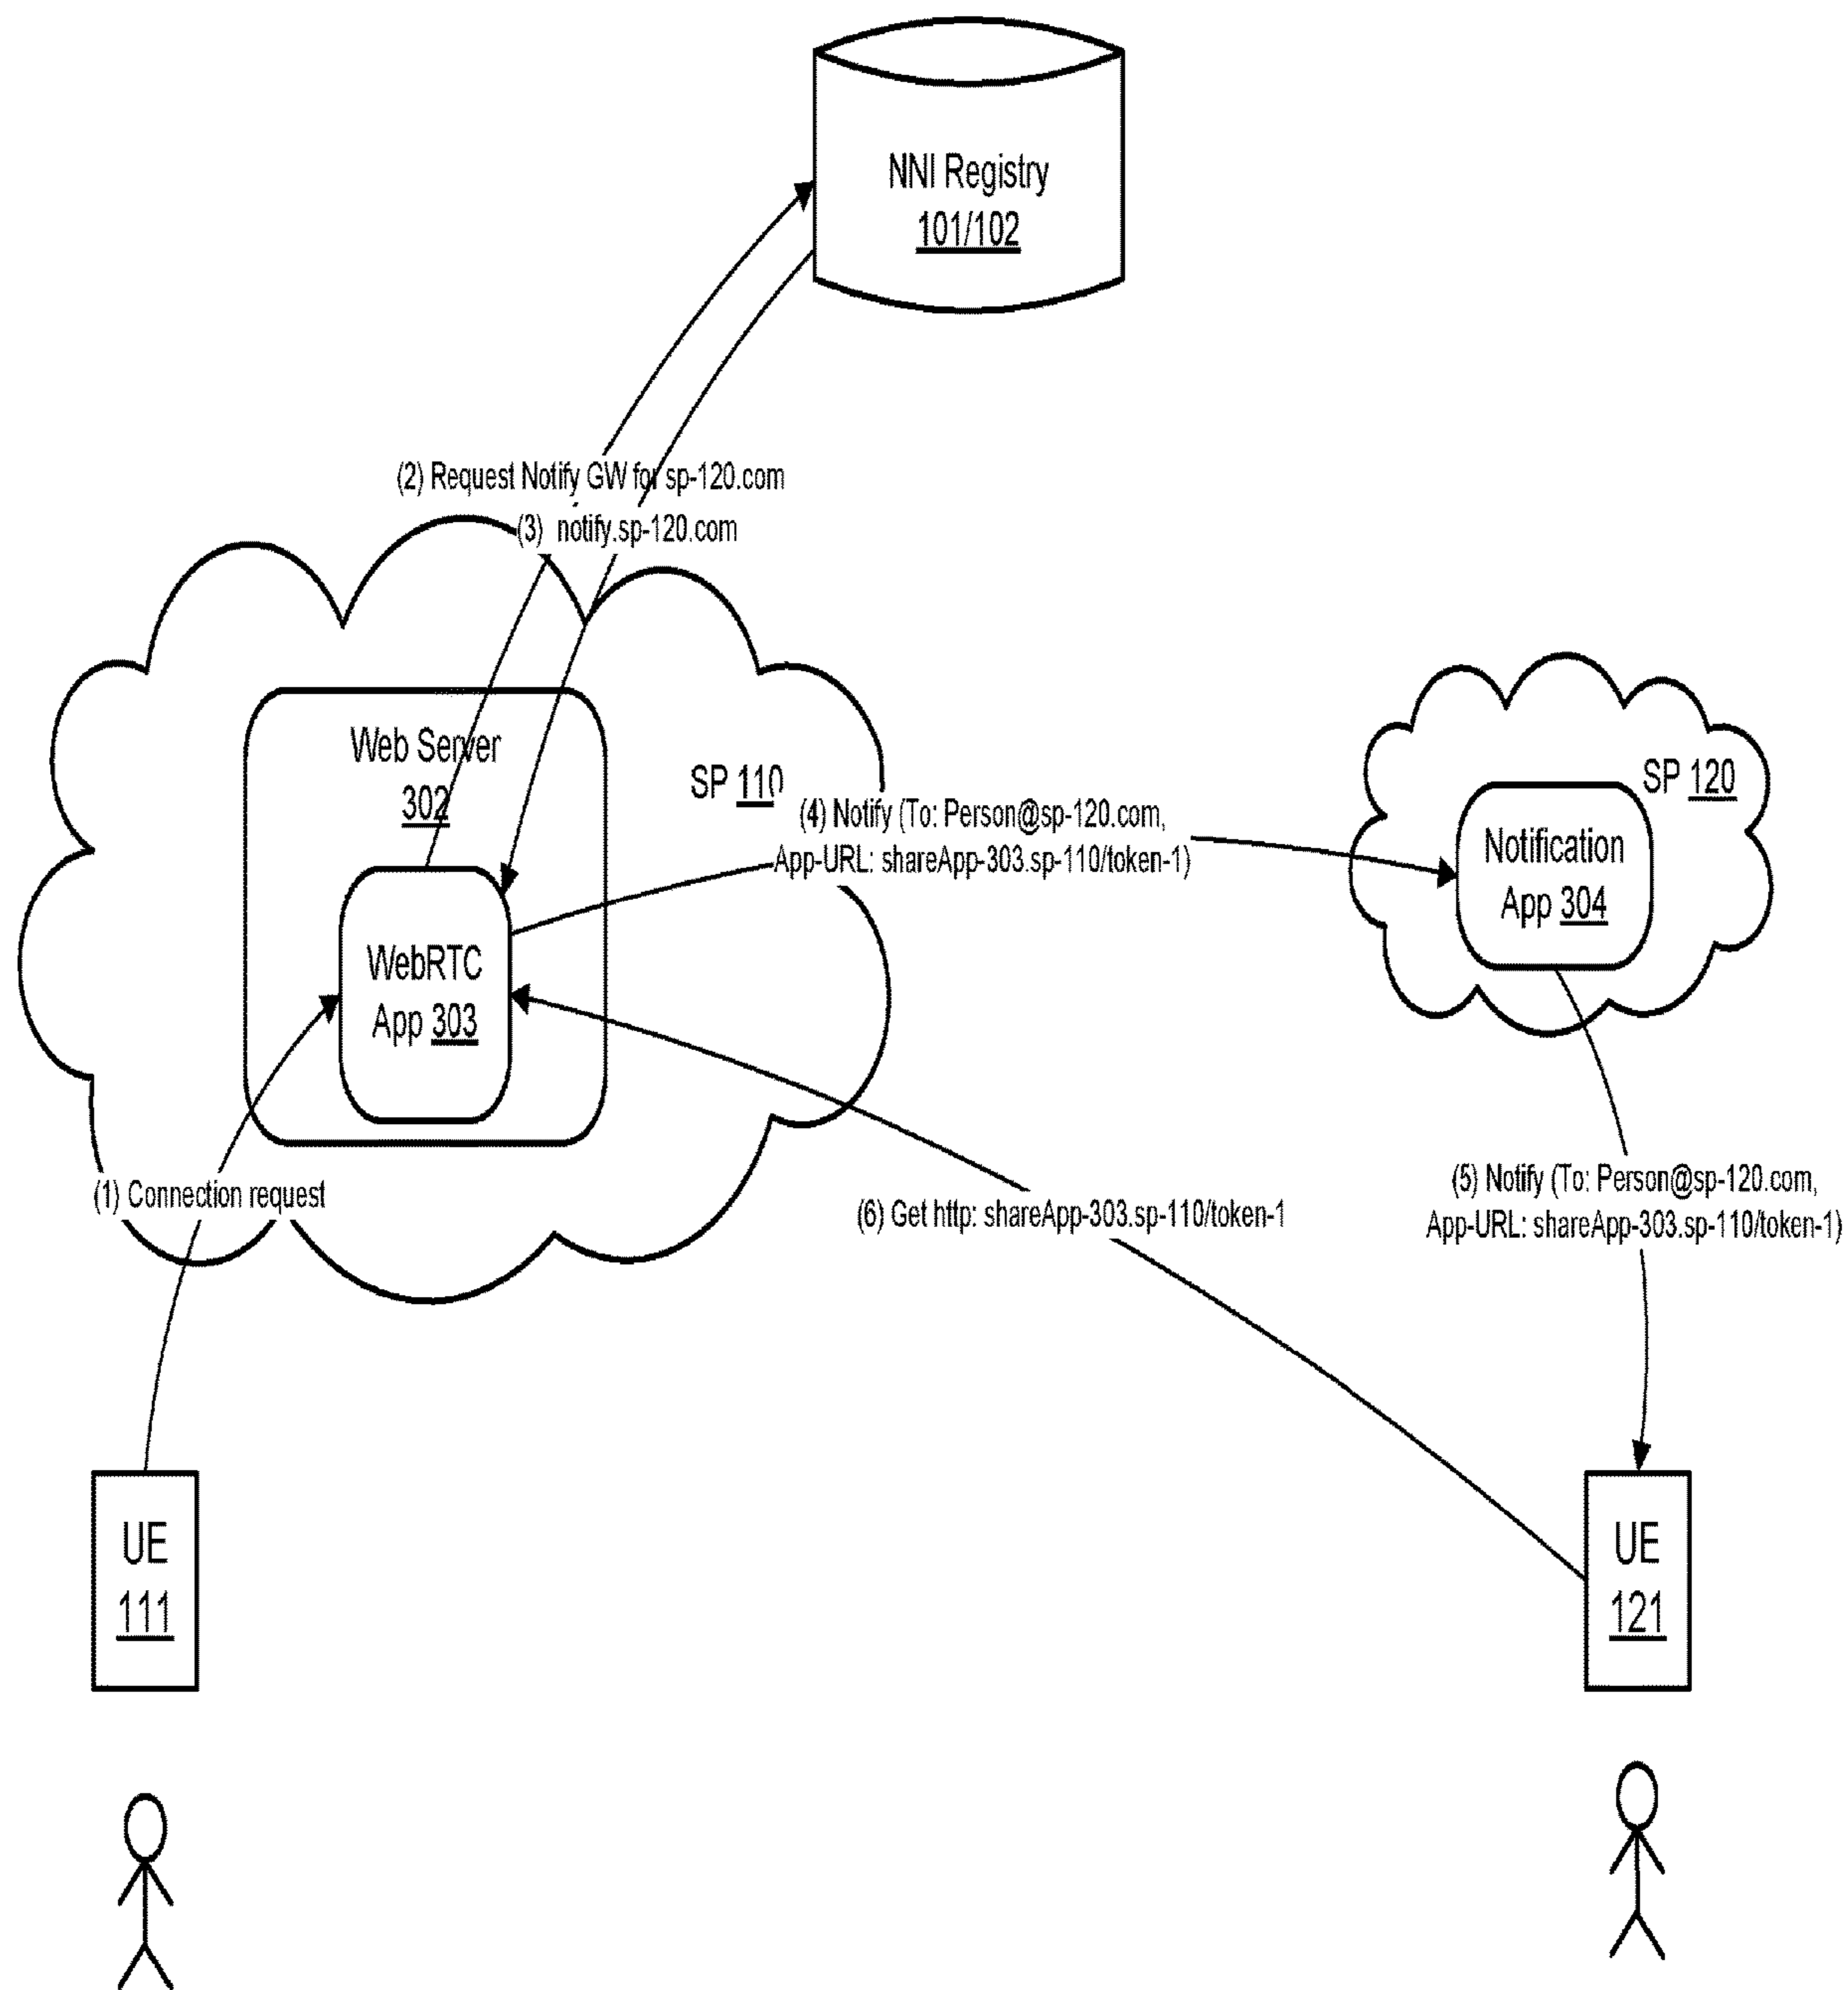 NNI Registry
101/102
(2) Request Notify GW for sp-120.com
(3) notify.sp-120.com
Web Server
302
SP 110
SP 120
(4) Notify (To: Person@sp-120.com,
App-URL: shareApp-303.sp-110/token-1)
Notification
App 304
WebRTC
App 303
(1) Connection request
(6) Get http: shareApp-303.sp-110/token-1
(5) Notify (To: Person@sp-120.com,
App-URL: shareApp-303.sp-110/token-1)
UE
111
UE
121